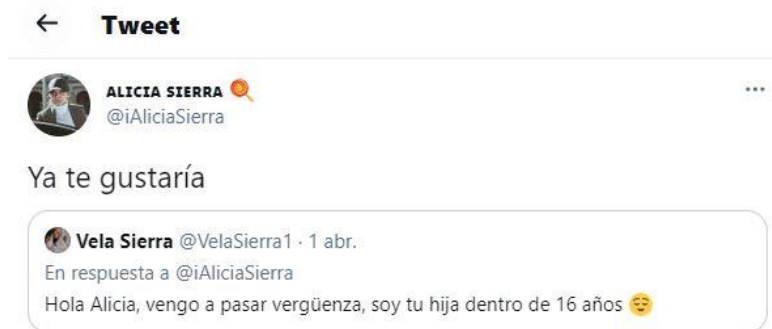 Tweet
ALICIA SIERRA
@iAliciaSierra
Ya te gustaría
Vela Sierra @VelaSierra1 · 1 abr.
En respuesta a @iAliciaSierra
Hola Alicia, vengo a pasar vergüenza, soy tu hija dentro de 16 años 😌